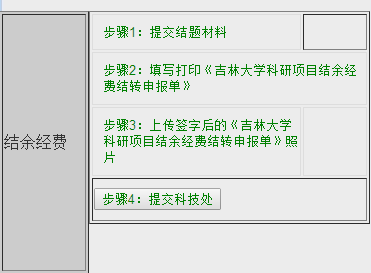 步骤1：提交结题材料
步骤2：填写打印《吉林大学科研项目结余经
费结转申报单》
结余经费
步骤3：上传签字后的《吉林大学
科研项目结余经费结转申报单》照
片
步骤4：提交科技处